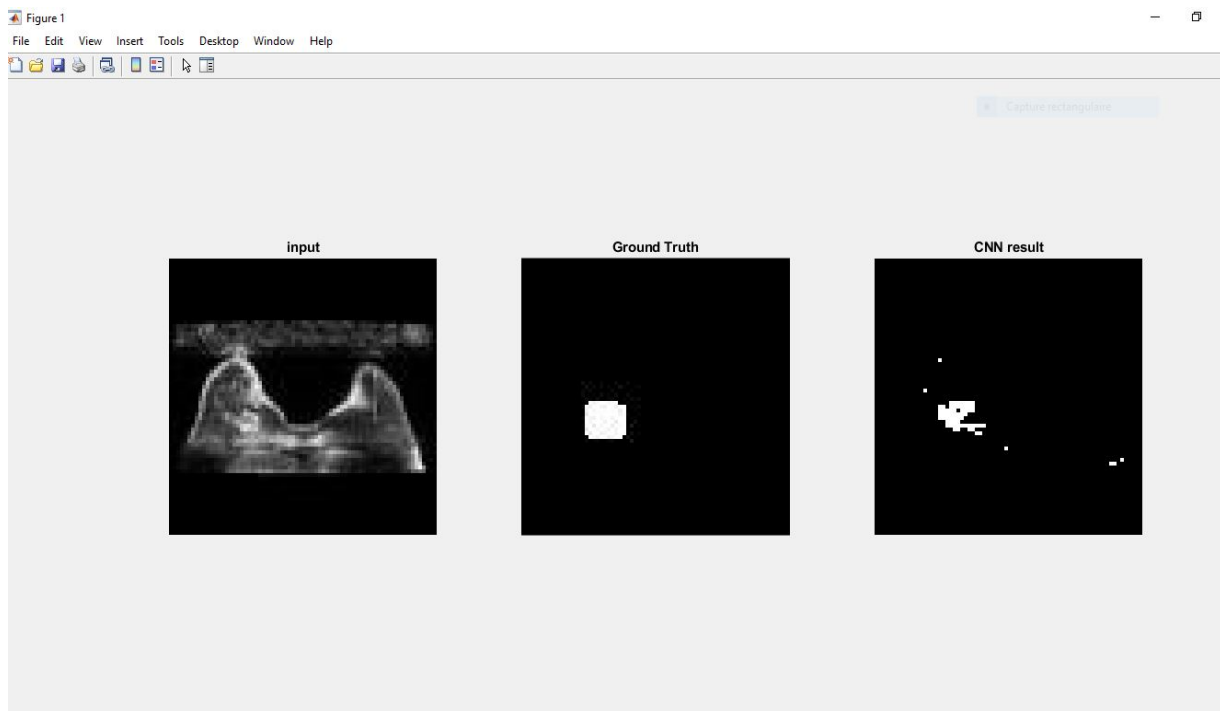 Figure 1
File Edit View Insert Tools Desktop Window Help
Capture rectangulaire
input
Ground Truth
CNN result